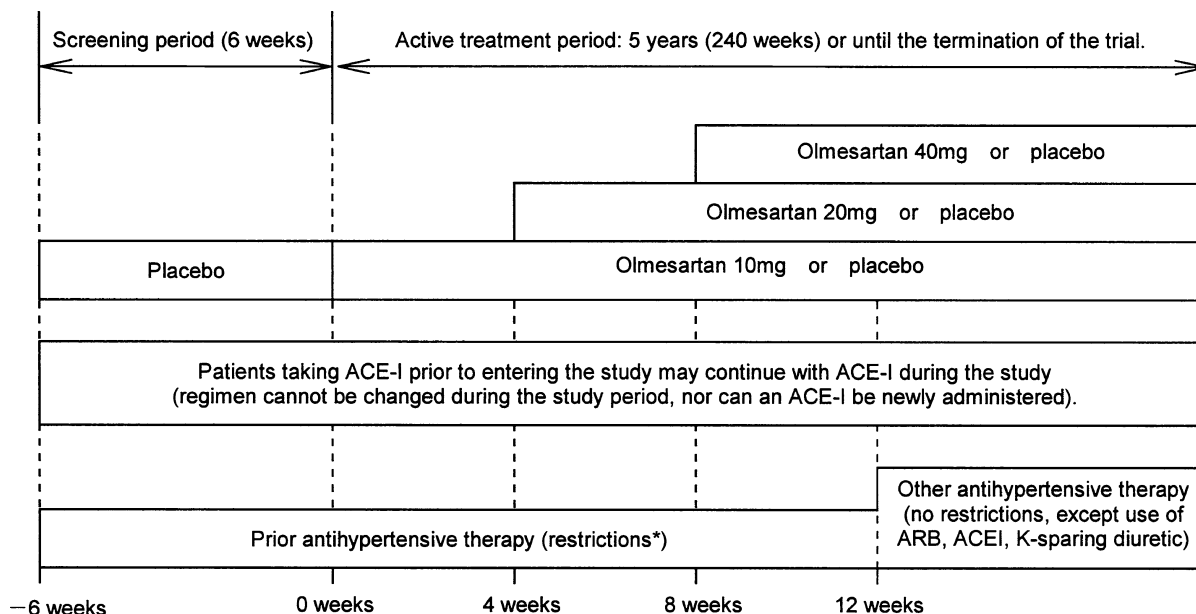 Screening period (6 weeks)
Active treatment period: 5 years (240 weeks) or until the termination of the trial.
Olmesartan 40mg or placebo
Olmesartan 20mg or placebo
Placebo
Olmesartan 10mg or placebo
Patients taking ACE-I prior to entering the study may continue with ACE-I during the study
(regimen cannot be changed during the study period, nor can an ACE-I be newly administered).
Other antihypertensive therapy
(no restrictions, except use of
ARB, ACEI, K-sparing diuretic)
Prior antihypertensive therapy (restrictions*)
−6 weeks
0 weeks
4 weeks
8 weeks
12 weeks